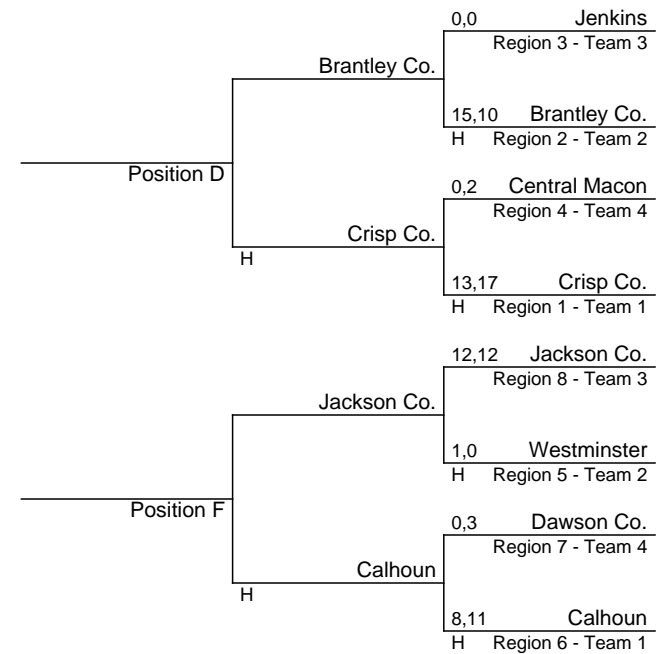 0,0 Jenkins
Region 3 - Team 3
Brantley Co.
15,10 Brantley Co.
H Region 2 - Team 2
Position D
0,2 Central Macon
Region 4 - Team 4
Crisp Co.
H
13,17 Crisp Co.
H Region 1 - Team 1
12,12 Jackson Co.
Region 8 - Team 3
Jackson Co.
1,0 Westminster
H Region 5 - Team 2
Position F
0,3 Dawson Co.
Region 7 - Team 4
Calhoun
H
8,11 Calhoun
H Region 6 - Team 1